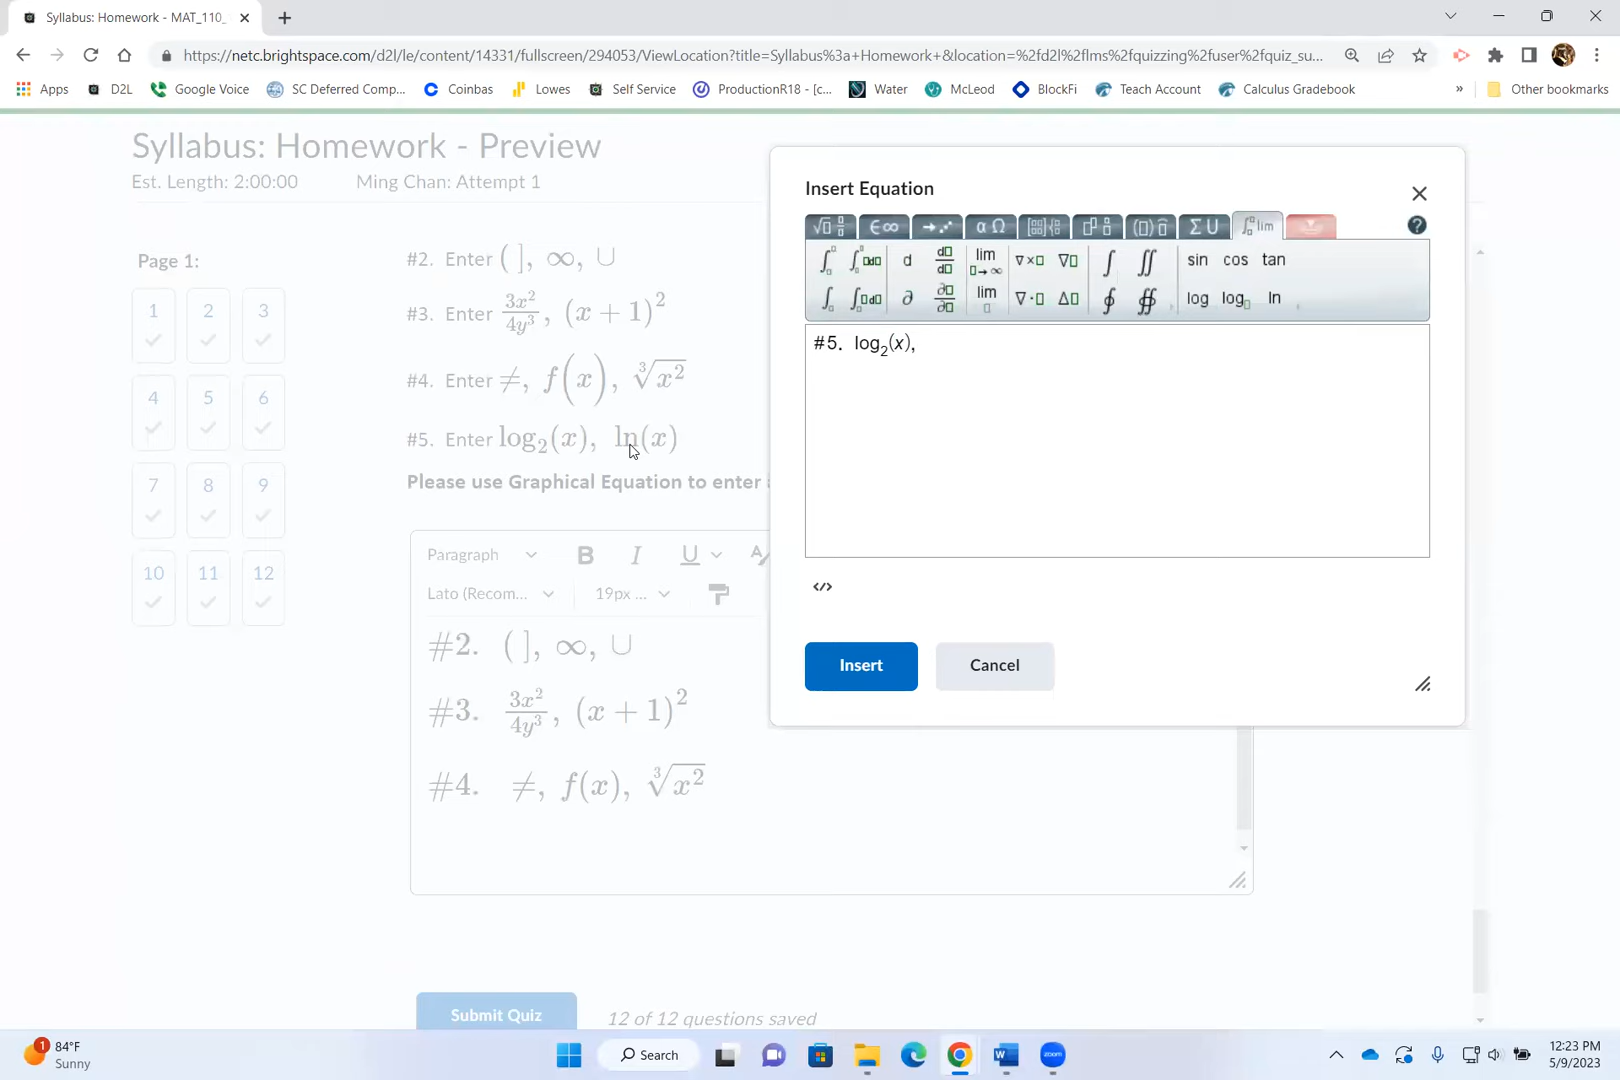 Syllabus: Homework - MAT_110_
https://netc.brightspace.com/d2l/le/content/14331/fullscreen/294053/ViewLocation?title=Syllabus%3a+Homework+&location=%2fd2l%2flms%2fquizzing%2fuser%2fquiz_su...
Apps D2L Google Voice SC Deferred Comp... Coinbas Lowes Self Service ProductionR18 - [c... Water McLeod BlockFi Teach Account Calculus Gradebook » Other bookmarks
Syllabus: Homework - Preview
Est. Length: 2:00:00 Ming Chan: Attempt 1
Page 1:
1 2 3
4 5 6
7 8 9
10 11 12
#2. Enter ( ], ∞, ∪
#3. Enter 3x²/4y³, (x + 1)²
#4. Enter ≠, f(x), ∛x²
#5. Enter log₂(x), ln(x)
Please use Graphical Equation to enter
Paragraph B I U A
Lato (Recom... 19px ...
#2. ( ], ∞, ∪
#3. 3x²/4y³, (x + 1)²
#4. ≠, f(x), ∛x²
Submit Quiz 12 of 12 questions saved
Insert Equation
√□ ∈∞ α Ω Σ U lim ?
d d□/d□ lim □→∞ ∇×□ ∇□ ∫ ∬ sin cos tan
∂ ∂□/∂□ lim □ ∇·□ Δ□ ∮ ∯ log log□ ln
#5. log₂(x),
</>
Insert Cancel
1 84°F
Sunny
Search
W zoom
12:23 PM
5/9/2023